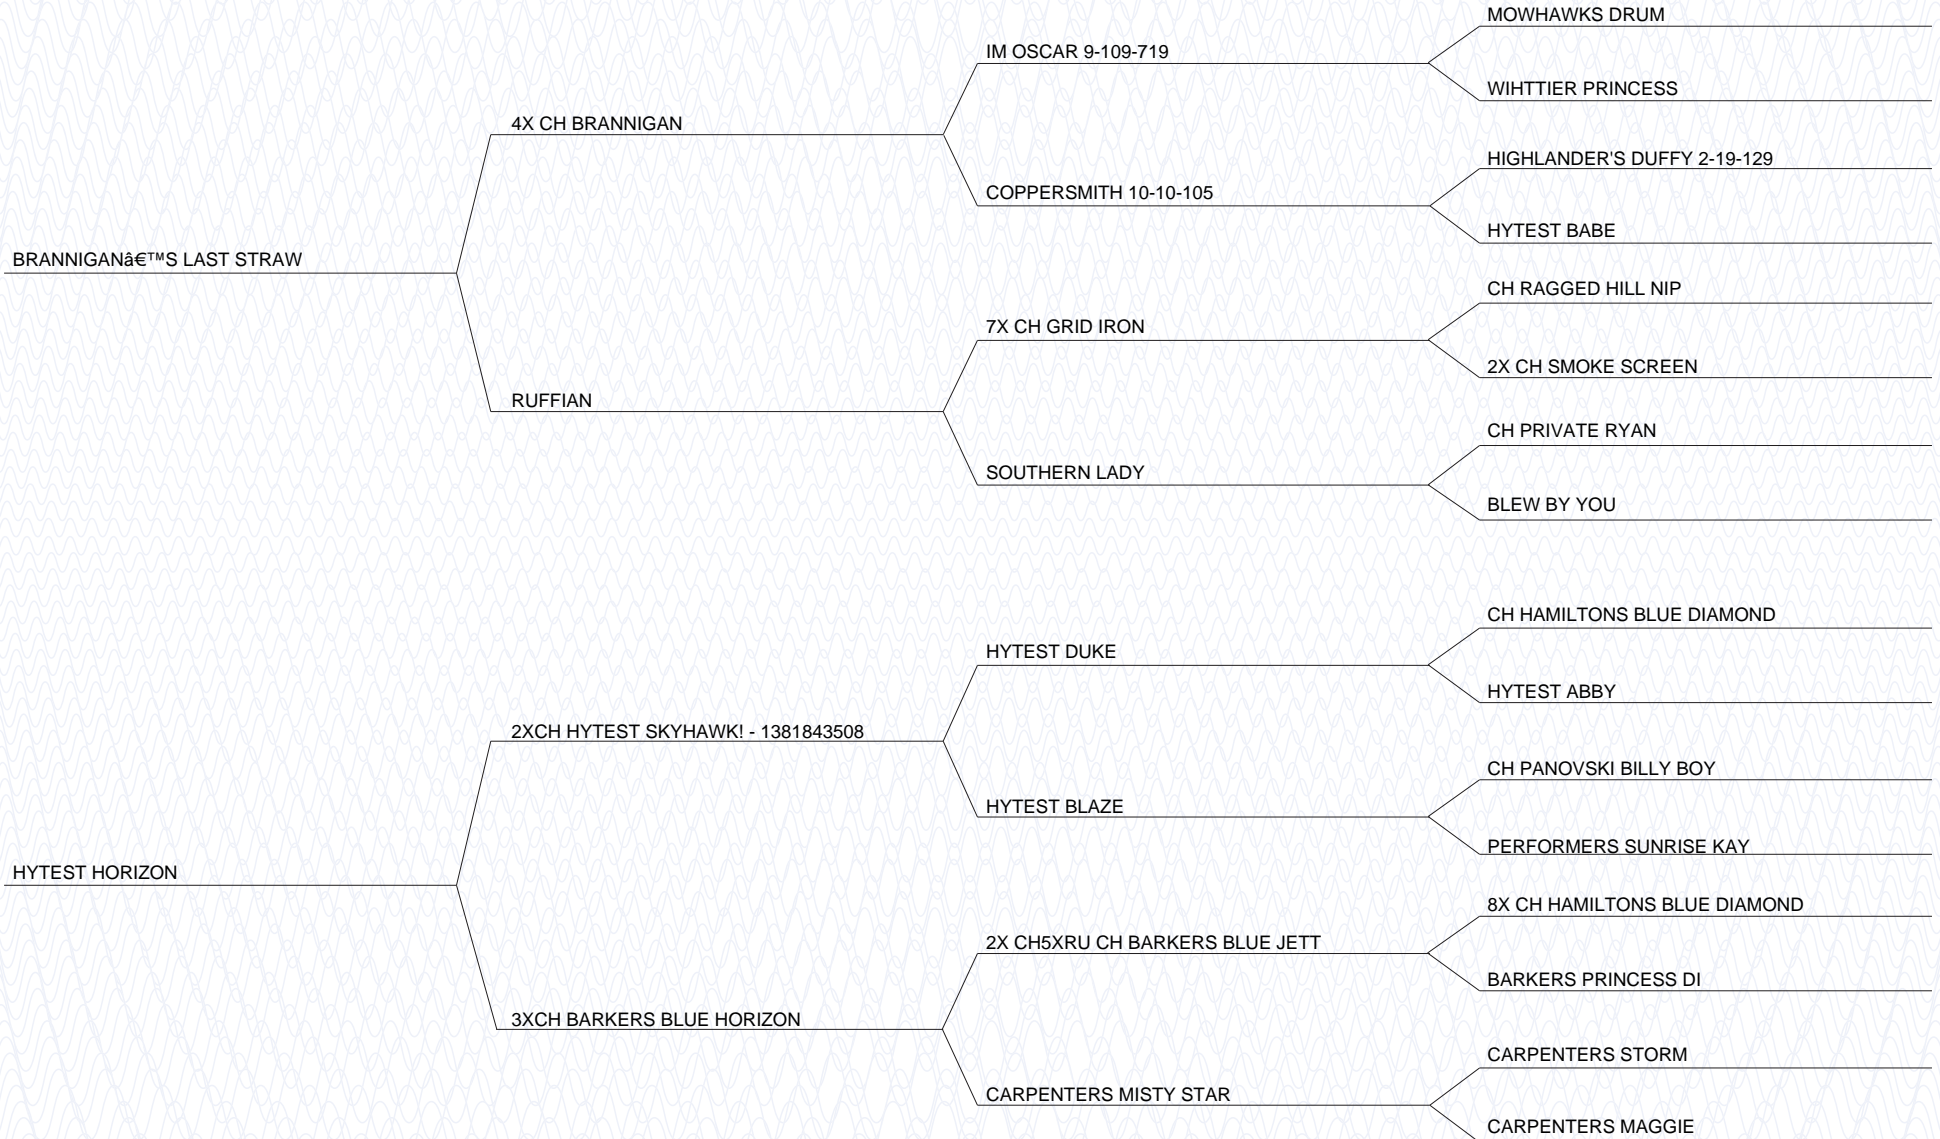 MOWHAWKS DRUM
IM OSCAR 9-109-719
WIHTTIER PRINCESS
4X CH BRANNIGAN
HIGHLANDER'S DUFFY 2-19-129
COPPERSMITH 10-10-105
HYTEST BABE
BRANNIGANâ€™S LAST STRAW
CH RAGGED HILL NIP
7X CH GRID IRON
2X CH SMOKE SCREEN
RUFFIAN
CH PRIVATE RYAN
SOUTHERN LADY
BLEW BY YOU
CH HAMILTONS BLUE DIAMOND
HYTEST DUKE
HYTEST ABBY
2XCH HYTEST SKYHAWK! - 1381843508
CH PANOVSKI BILLY BOY
HYTEST BLAZE
PERFORMERS SUNRISE KAY
HYTEST HORIZON
8X CH HAMILTONS BLUE DIAMOND
2X CH5XRU CH BARKERS BLUE JETT
BARKERS PRINCESS DI
3XCH BARKERS BLUE HORIZON
CARPENTERS STORM
CARPENTERS MISTY STAR
CARPENTERS MAGGIE